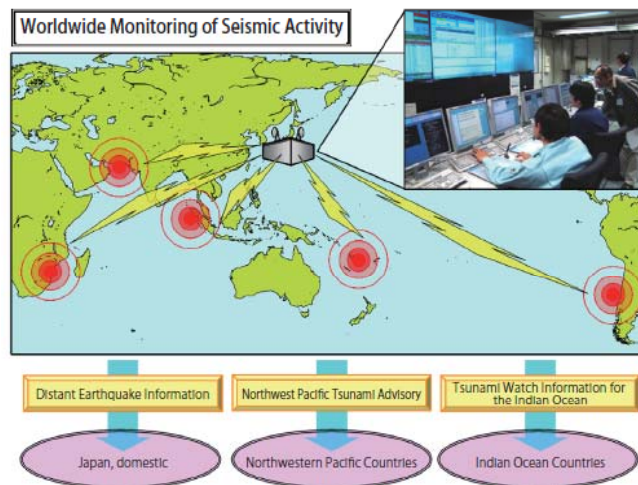 Worldwide Monitoring of Seismic Activity
Distant Earthquake Information
Northwest Pacific Tsunami Advisory
Tsunami Watch Information for
the Indian Ocean
Japan, domestic
Northwestern Pacific Countries
Indian Ocean Countries